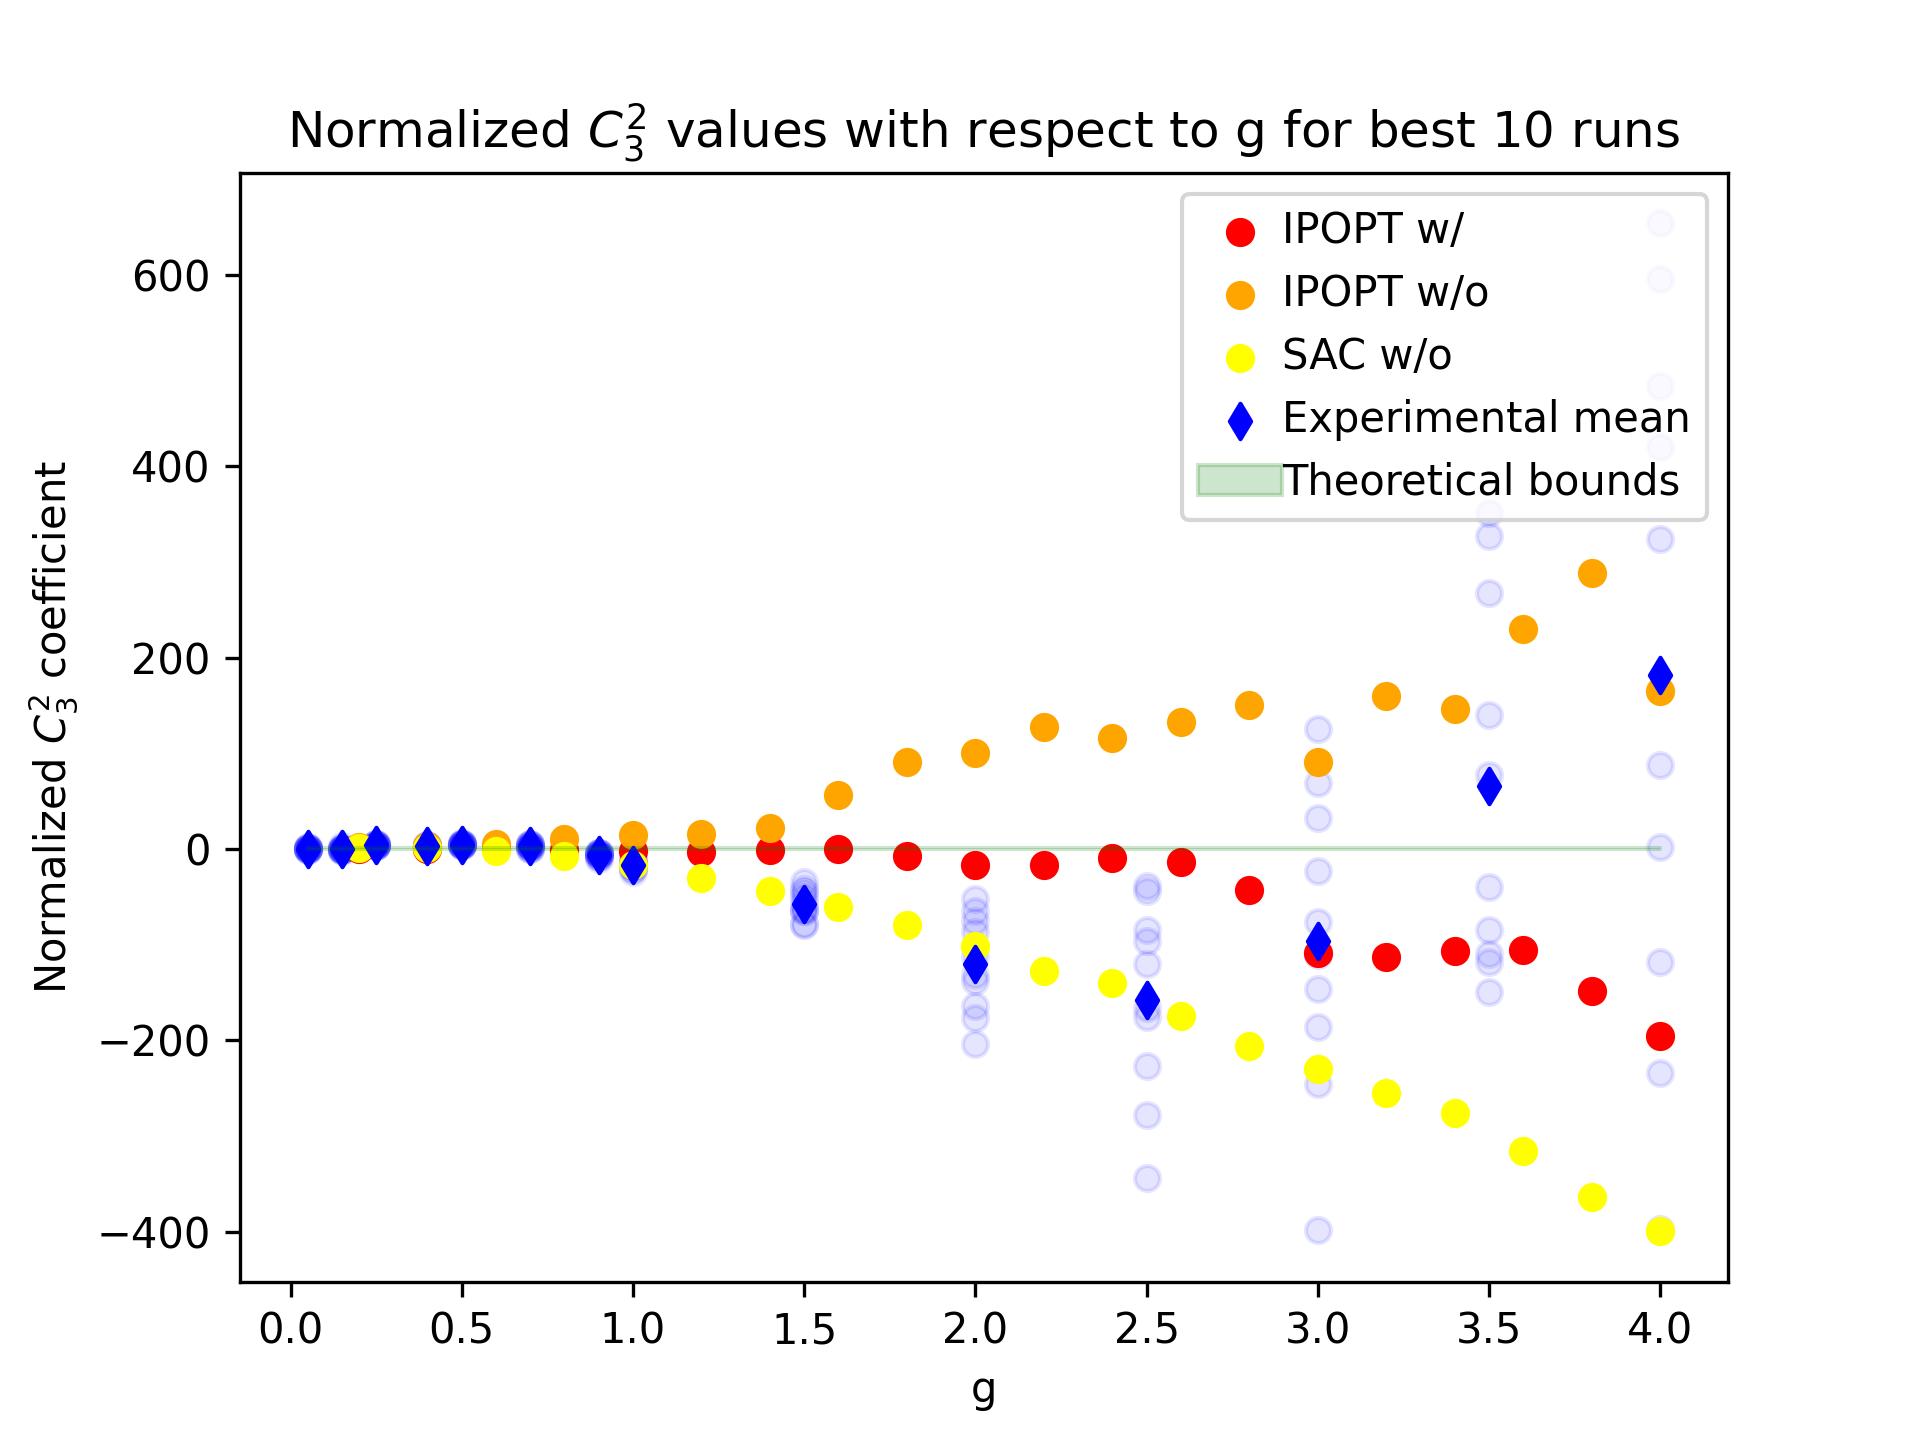 Normalized $C_3^2$ values with respect to g for best 10 runs
IPOPT w/
IPOPT w/o
SAC w/o
Experimental mean
Theoretical bounds
Normalized $C_3^2$ coefficient
600
400
200
0
−200
−400
0.0 0.5 1.0 1.5 2.0 2.5 3.0 3.5 4.0
g